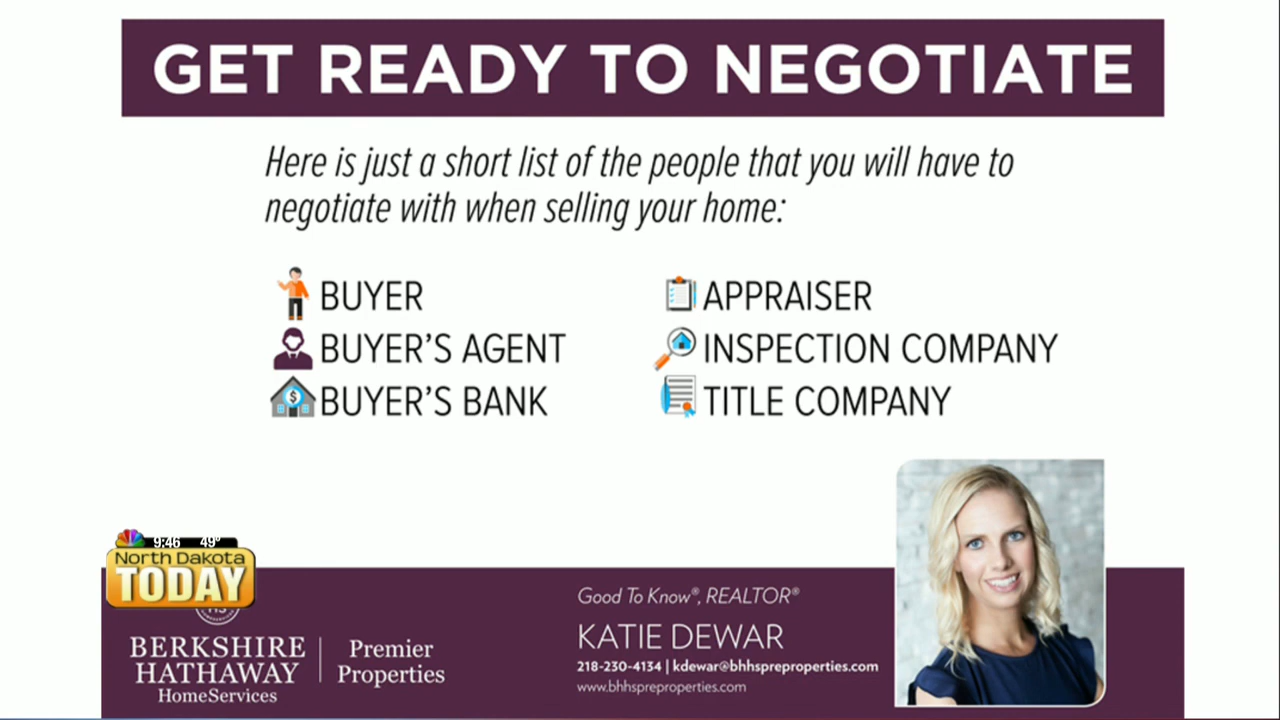 GET READY TO NEGOTIATE
Here is just a short list of the people that you will have to
negotiate with when selling your home:
BUYER
BUYER'S AGENT
BUYER'S BANK
APPRAISER
INSPECTION COMPANY
TITLE COMPANY
9:46 49°
North Dakota
TODAY
BERKSHIRE
HATHAWAY
HomeServices
Premier
Properties
Good To Know®, REALTOR®
KATIE DEWAR
218-230-4134 | kdewar@bhhspreproperties.com
www.bhhspreproperties.com